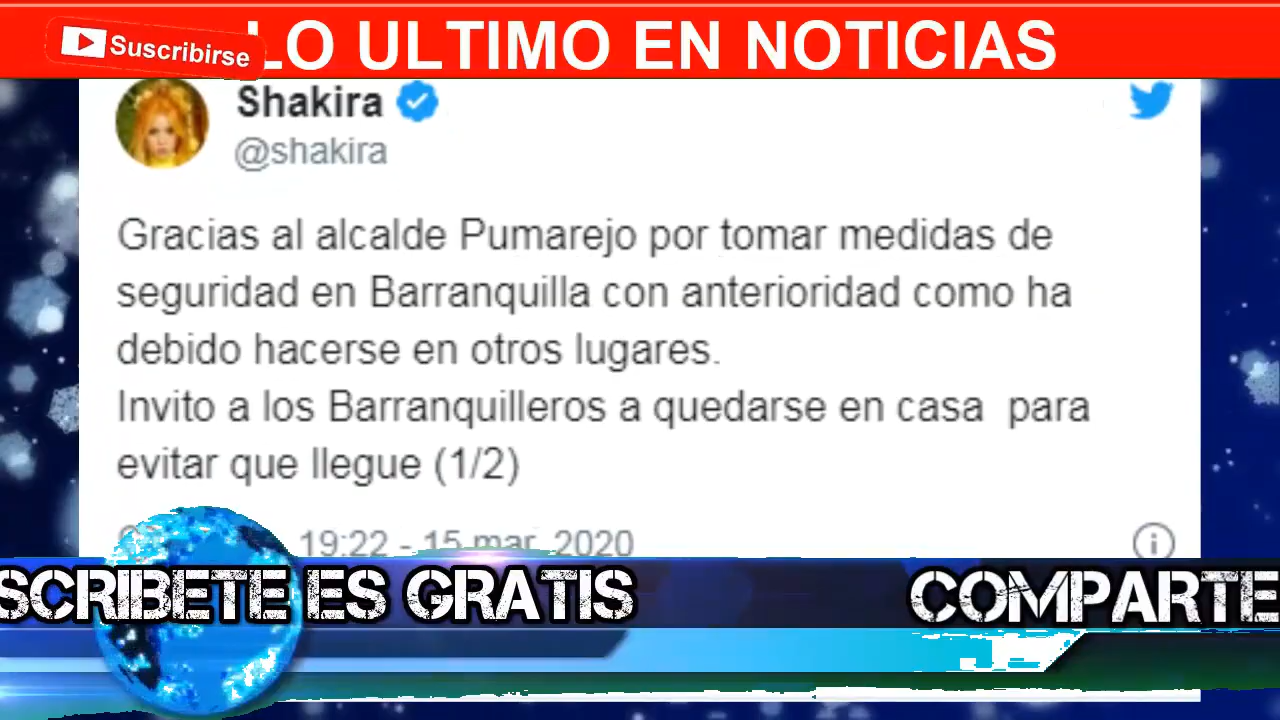 Suscribirse
LO ULTIMO EN NOTICIAS
Shakira
@shakira
Gracias al alcalde Pumarejo por tomar medidas de
seguridad en Barranquilla con anterioridad como ha
debido hacerse en otros lugares.
Invito a los Barranquilleros a quedarse en casa para
evitar que llegue (1/2)
19:22 - 15 mar. 2020
SCRIBETE ES GRATIS
COMPARTE